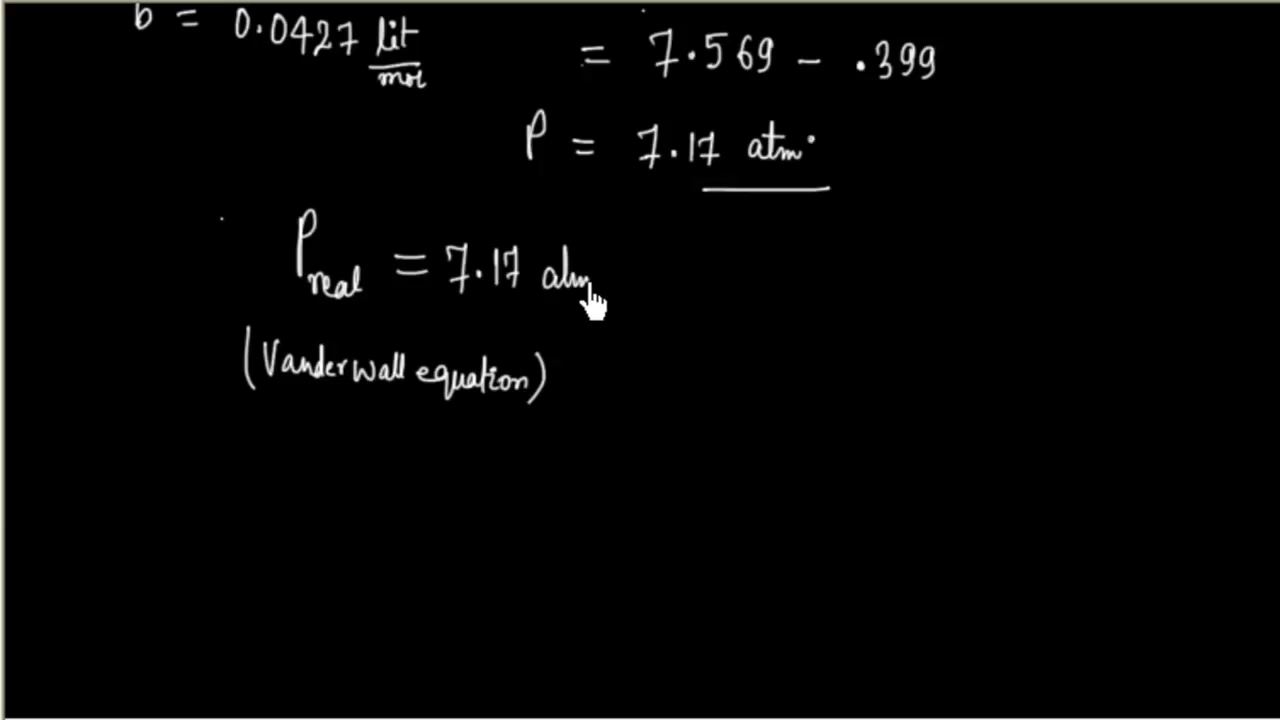 b = 0.0427 lit/mol
= 7.569 - .399
P = 7.17 atm.
Preal = 7.17 atm
(Vanderwall equation)